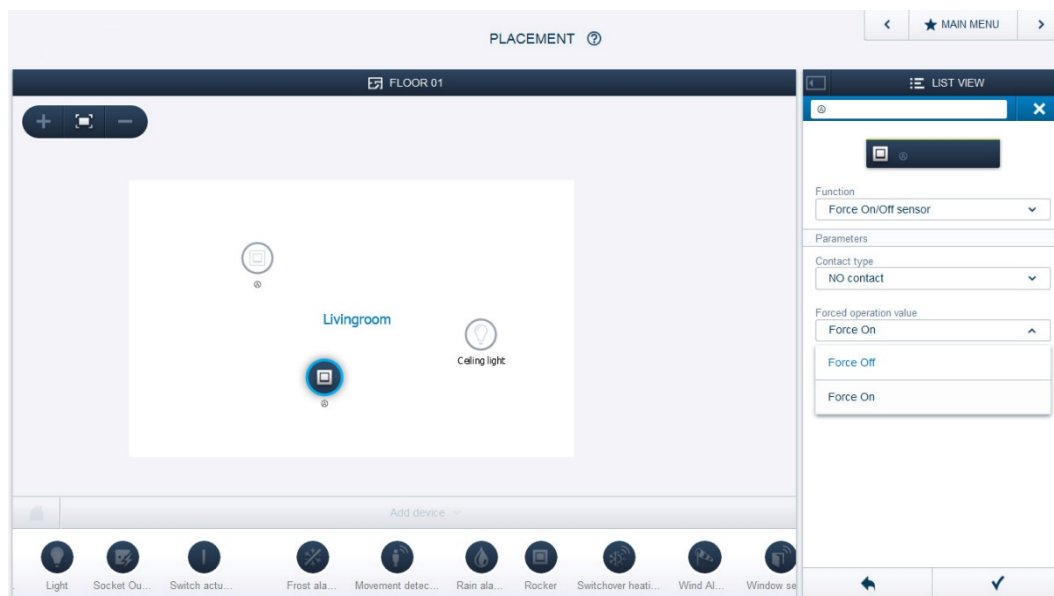 MAIN MENU
PLACEMENT
FLOOR 01
LIST VIEW
Function
Force On/Off sensor
Parameters
Contact type
NO contact
Livingroom
Forced operation value
Force On
Ceiling light
Force Off
Force On
Add device
Light
Socket Ou...
Switch actu...
Frost ala...
Movement detec...
Rain ala...
Rocker
Switchover heati...
Wind Al...
Window se